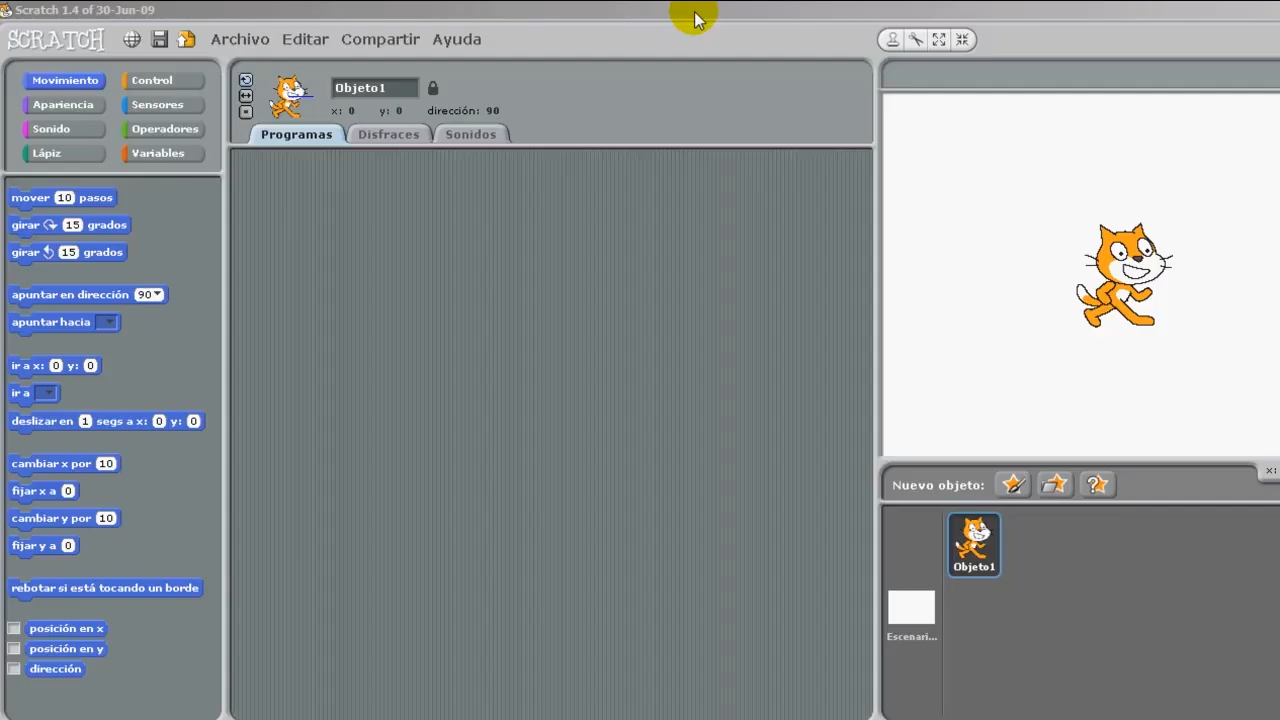 Scratch 1.4 of 30-Jun-09
SCRATCH Archivo Editar Compartir Ayuda
Movimiento Control
Apariencia Sensores
Sonido Operadores
Lápiz Variables
Objeto1
x: 0 y: 0 dirección: 90
Programas Disfraces Sonidos
mover 10 pasos
girar 15 grados
girar 15 grados
apuntar en dirección 90
apuntar hacia
ir a x: 0 y: 0
ir a
deslizar en 1 segs a x: 0 y: 0
cambiar x por 10
fijar x a 0
cambiar y por 10
fijar y a 0
rebotar si está tocando un borde
posición en x
posición en y
dirección
x:
Nuevo objeto: ?
Objeto1
Escenari...